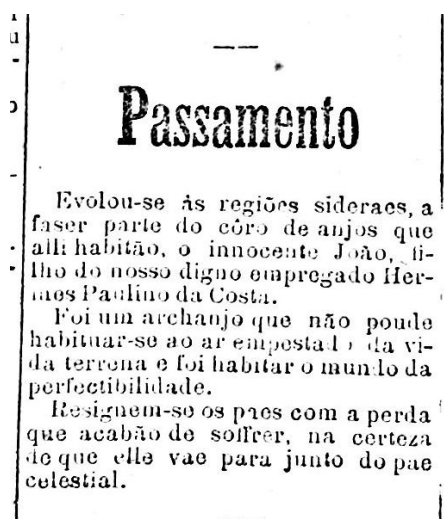 Passamento
Evolou-se ás regiões sideraes, a
faser parte do côro de anjos que
alli habitão, o innocente João, fi-
lho do nosso digno empregado Her-
mes Paulino da Costa.
Foi um archanjo que não poude
habituar-se ao ar empestado da vi-
da terrena e foi habitar o mundo da
perfectibilidade.
Resignem-se os paes com a perda
que acabão de soffrer, na certeza
de que elle vae para junto do pae
celestial.